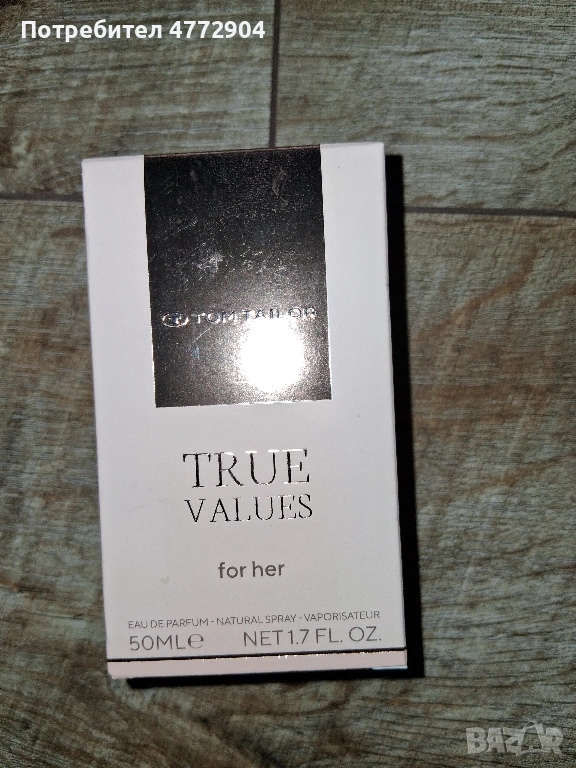 Потребител 4772904
TOM TAILOR
TRUE
VALUES
for her
EAU DE PARFUM - NATURAL SPRAY - VAPORISATEUR
50ML℮ NET 1.7 FL. OZ.
BAZAR